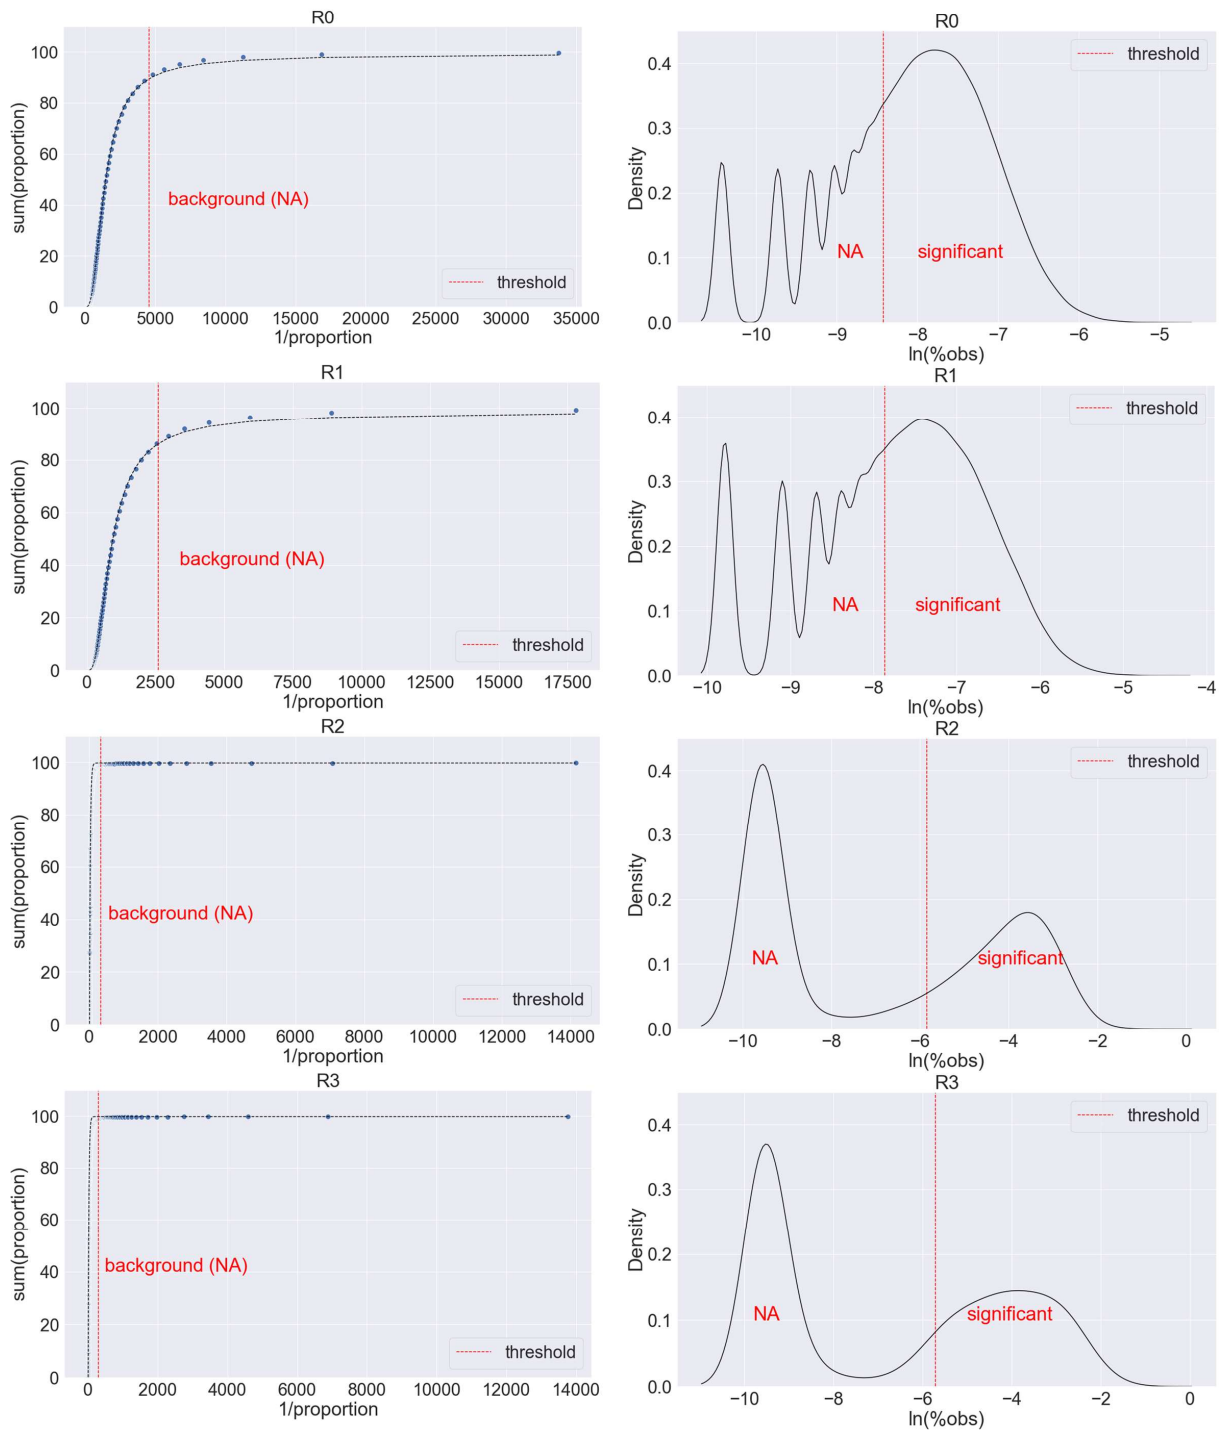 R0
100
80
60
40
20
0
sum(proportion)
background (NA)
threshold
0 5000 10000 15000 20000 25000 30000 35000
1/proportion
R0
0.4
0.3
0.2
0.1
0.0
Density
threshold
NA significant
−10 −9 −8 −7 −6 −5
ln(%obs)
R1
100
80
60
40
20
0
sum(proportion)
background (NA)
threshold
0 2500 5000 7500 10000 12500 15000 17500
1/proportion
R1
0.4
0.3
0.2
0.1
0.0
Density
threshold
NA significant
−10 −9 −8 −7 −6 −5 −4
ln(%obs)
R2
100
80
60
40
20
0
sum(proportion)
background (NA)
threshold
0 2000 4000 6000 8000 10000 12000 14000
1/proportion
R2
0.4
0.3
0.2
0.1
0.0
Density
threshold
NA significant
−10 −8 −6 −4 −2 0
ln(%obs)
R3
100
80
60
40
20
0
sum(proportion)
background (NA)
threshold
0 2000 4000 6000 8000 10000 12000 14000
1/proportion
R3
0.4
0.3
0.2
0.1
0.0
Density
threshold
NA significant
−10 −8 −6 −4 −2 0
ln(%obs)